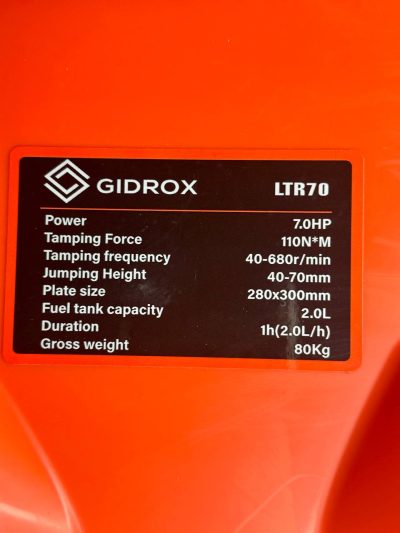 GIDROX LTR70
Power 7.0HP
Tamping Force 110N*M
Tamping frequency 40-680r/min
Jumping Height 40-70mm
Plate size 280x300mm
Fuel tank capacity 2.0L
Duration 1h(2.0L/h)
Gross weight 80Kg